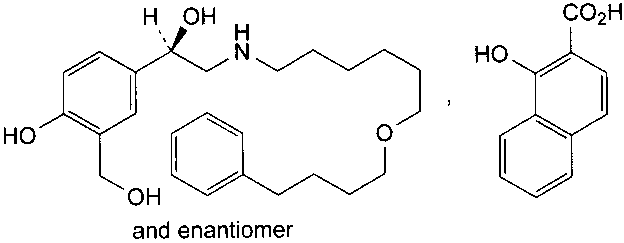 H OH
H
N
CO₂H
HO
HO
O
,
OH
and enantiomer